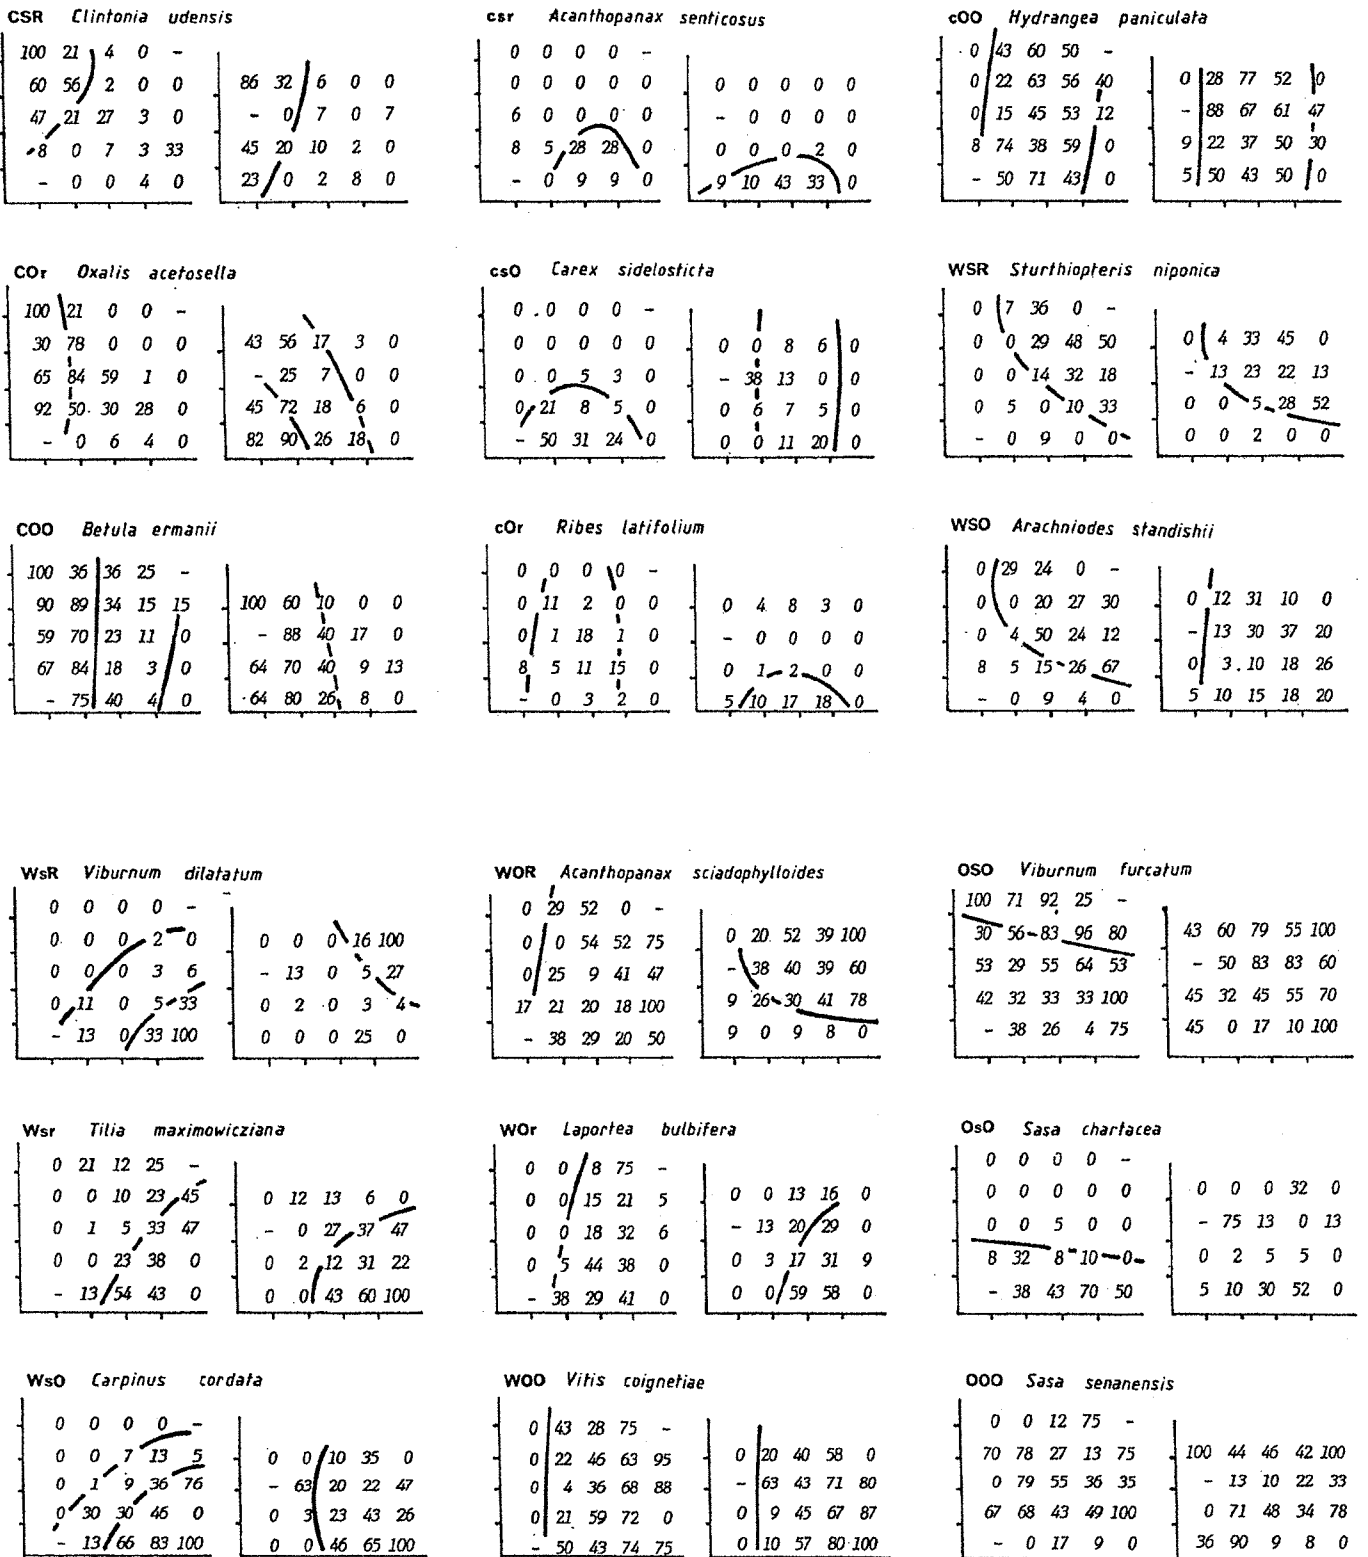 CSR Clintonia udensis
100 21 4 0 -
60 56 2 0 0
47 21 27 3 0
8 0 7 3 33
- 0 0 4 0
86 32 6 0 0
- 0 7 0 7
45 20 10 2 0
23 0 2 8 0
csr Acanthopanax senticosus
0 0 0 0 -
0 0 0 0 0
6 0 0 0 0
8 5 28 28 0
- 0 9 9 0
0 0 0 0 0
- 0 0 0 0
0 0 0 2 0
9 10 43 33 0
cOO Hydrangea paniculata
0 43 60 50 -
0 22 63 56 40
0 15 45 53 12
8 74 38 59 0
- 50 71 43 0
0 28 77 52 0
- 88 67 61 47
9 22 37 50 30
5 50 43 50 0
COr Oxalis acetosella
100 21 0 0 -
30 78 0 0 0
65 84 59 1 0
92 50 30 28 0
- 0 6 4 0
43 56 17 3 0
- 25 7 0 0
45 72 18 6 0
82 90 26 18 0
csO Carex sidelosticta
0 0 0 0 -
0 0 0 0 0
0 0 5 3 0
0 21 8 5 0
- 50 31 24 0
0 0 8 6 0
- 38 13 0 0
0 6 7 5 0
0 0 11 20 0
WSR Sturthiopteris niponica
0 7 36 0 -
0 0 29 48 50
0 0 14 32 18
0 5 0 10 33
- 0 9 0 0
0 4 33 45 0
- 13 23 22 13
0 0 5 28 52
0 0 2 0 0
COO Betula ermanii
100 36 36 25 -
90 89 34 15 15
59 70 23 11 0
67 84 18 3 0
- 75 40 4 0
100 60 10 0 0
- 88 40 17 0
64 70 40 9 13
64 80 26 8 0
cOr Ribes latifolium
0 0 0 0 -
0 11 2 0 0
0 1 18 1 0
8 5 11 15 0
- 0 3 2 0
0 4 8 3 0
- 0 0 0 0
0 1 2 0 0
5 10 17 18 0
WSO Arachniodes standishii
0 29 24 0 -
0 0 20 27 30
0 4 50 24 12
8 5 15 26 67
- 0 9 4 0
0 12 31 10 0
- 13 30 37 20
0 3 10 18 26
5 10 15 18 20
WsR Viburnum dilatatum
0 0 0 0 -
0 0 0 2 0
0 0 0 3 6
0 11 0 5 33
- 13 0 33 100
0 0 0 16 100
- 13 0 5 27
0 2 0 3 4
0 0 0 25 0
WOR Acanthopanax sciadophylloides
0 29 52 0 -
0 0 54 52 75
0 25 9 41 47
17 21 20 18 100
- 38 29 20 50
0 20 52 39 100
- 38 40 39 60
9 26 30 41 78
9 0 9 8 0
OSO Viburnum furcatum
100 71 92 25 -
30 56 83 96 80
53 29 55 64 53
42 32 33 33 100
- 38 26 4 75
43 60 79 55 100
- 50 83 83 60
45 32 45 55 70
45 0 17 10 100
Wsr Tilia maximowicziana
0 21 12 25 -
0 0 10 23 45
0 1 5 33 47
0 0 23 38 0
- 13 54 43 0
0 12 13 6 0
- 0 27 37 47
0 2 12 31 22
0 0 43 60 100
WOr Laportea bulbifera
0 0 8 75 -
0 0 15 21 5
0 0 18 32 6
0 5 44 38 0
- 38 29 41 0
0 0 13 16 0
- 13 20 29 0
0 3 17 31 9
0 0 59 58 0
OsO Sasa chartacea
0 0 0 0 -
0 0 0 0 0
0 0 5 0 0
8 32 8 10 0
- 38 43 70 50
0 0 0 32 0
- 75 13 0 13
0 2 5 5 0
5 10 30 52 0
WsO Carpinus cordata
0 0 0 0 -
0 0 7 13 5
0 1 9 36 76
0 30 30 46 0
- 13 66 83 100
0 0 10 35 0
- 63 20 22 47
0 3 23 43 26
0 0 46 65 100
WOO Vitis coignetiae
0 43 28 75 -
0 22 46 63 95
0 4 36 68 88
0 21 59 72 0
- 50 43 74 75
0 20 40 58 0
- 63 43 71 80
0 9 45 67 87
0 10 57 80 100
OOO Sasa senanensis
0 0 12 75 -
70 78 27 13 75
0 79 55 36 35
67 68 43 49 100
- 0 17 9 0
100 44 46 42 100
- 13 10 22 33
0 71 48 34 78
36 90 9 8 0